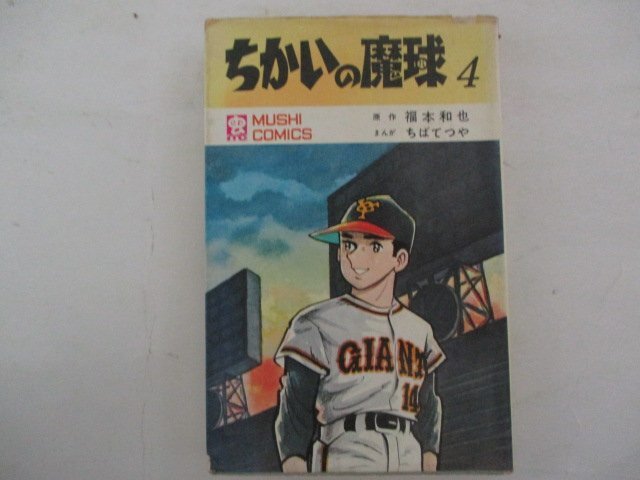 ちかいの魔球 4
MUSHI
COMICS
原作 福本和也
まんが ちばてつや
GIANT
14